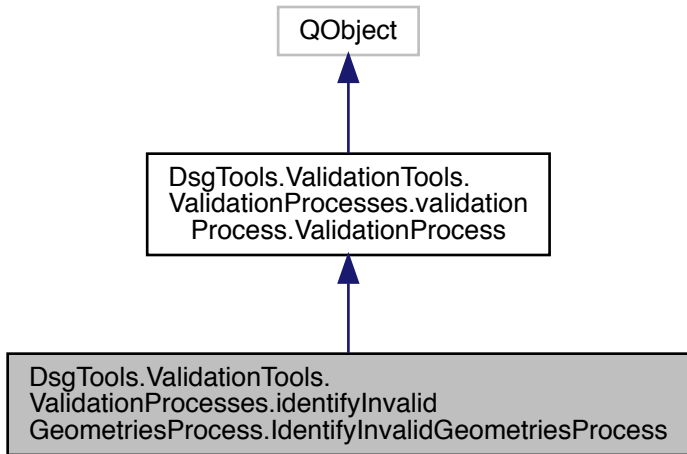 QObject
DsgTools.ValidationTools.
ValidationProcesses.validation
Process.ValidationProcess
DsgTools.ValidationTools.
ValidationProcesses.identifyInvalid
GeometriesProcess.IdentifyInvalidGeometriesProcess